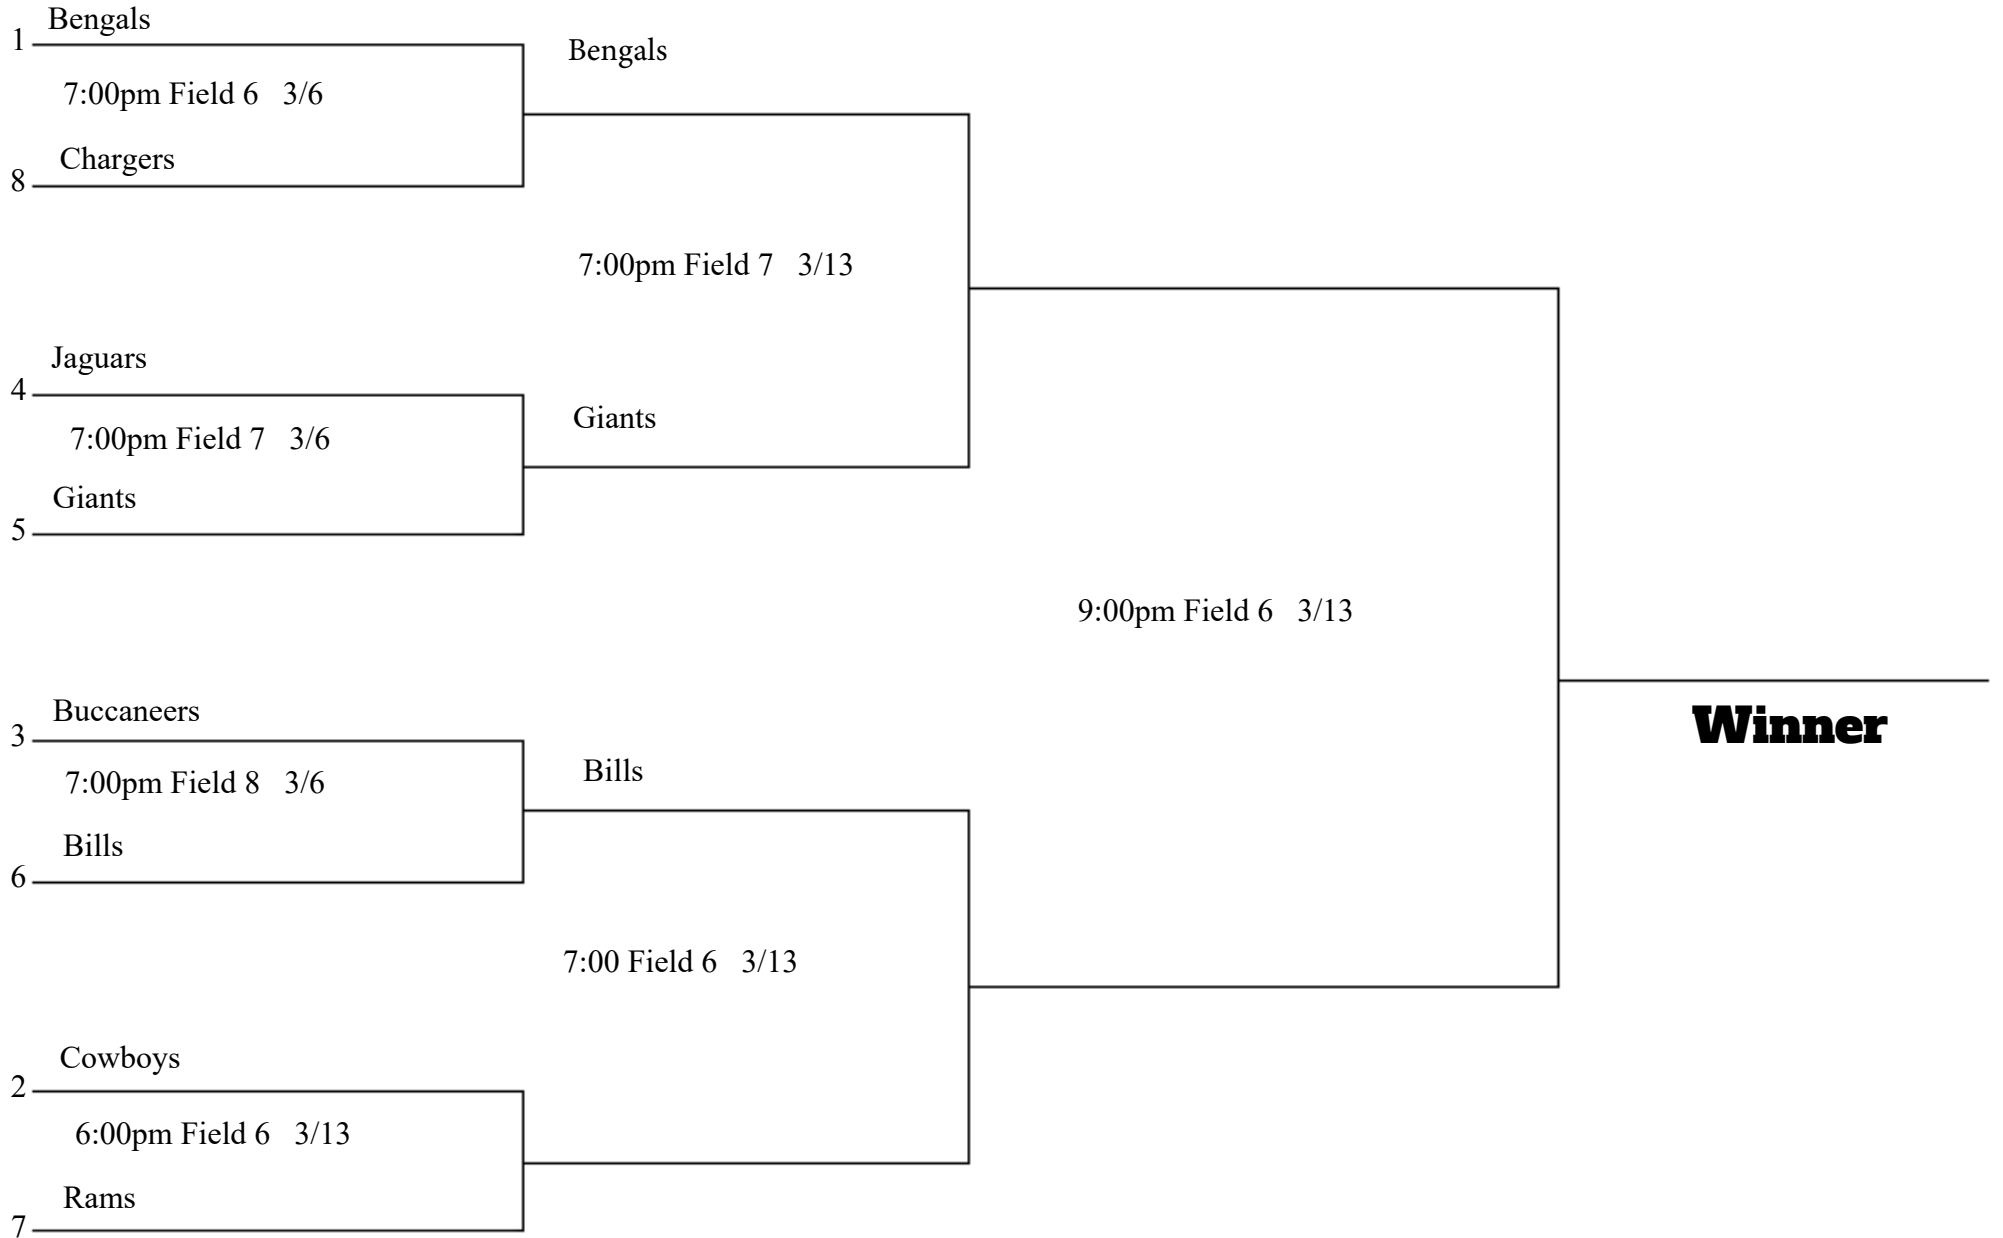 Bengals
1
7:00pm Field 6 3/6
Chargers
8
Bengals
7:00pm Field 7 3/13
Jaguars
4
7:00pm Field 7 3/6
Giants
5
Giants
9:00pm Field 6 3/13
Winner
Buccaneers
3
7:00pm Field 8 3/6
Bills
6
Bills
7:00 Field 6 3/13
Cowboys
2
6:00pm Field 6 3/13
Rams
7